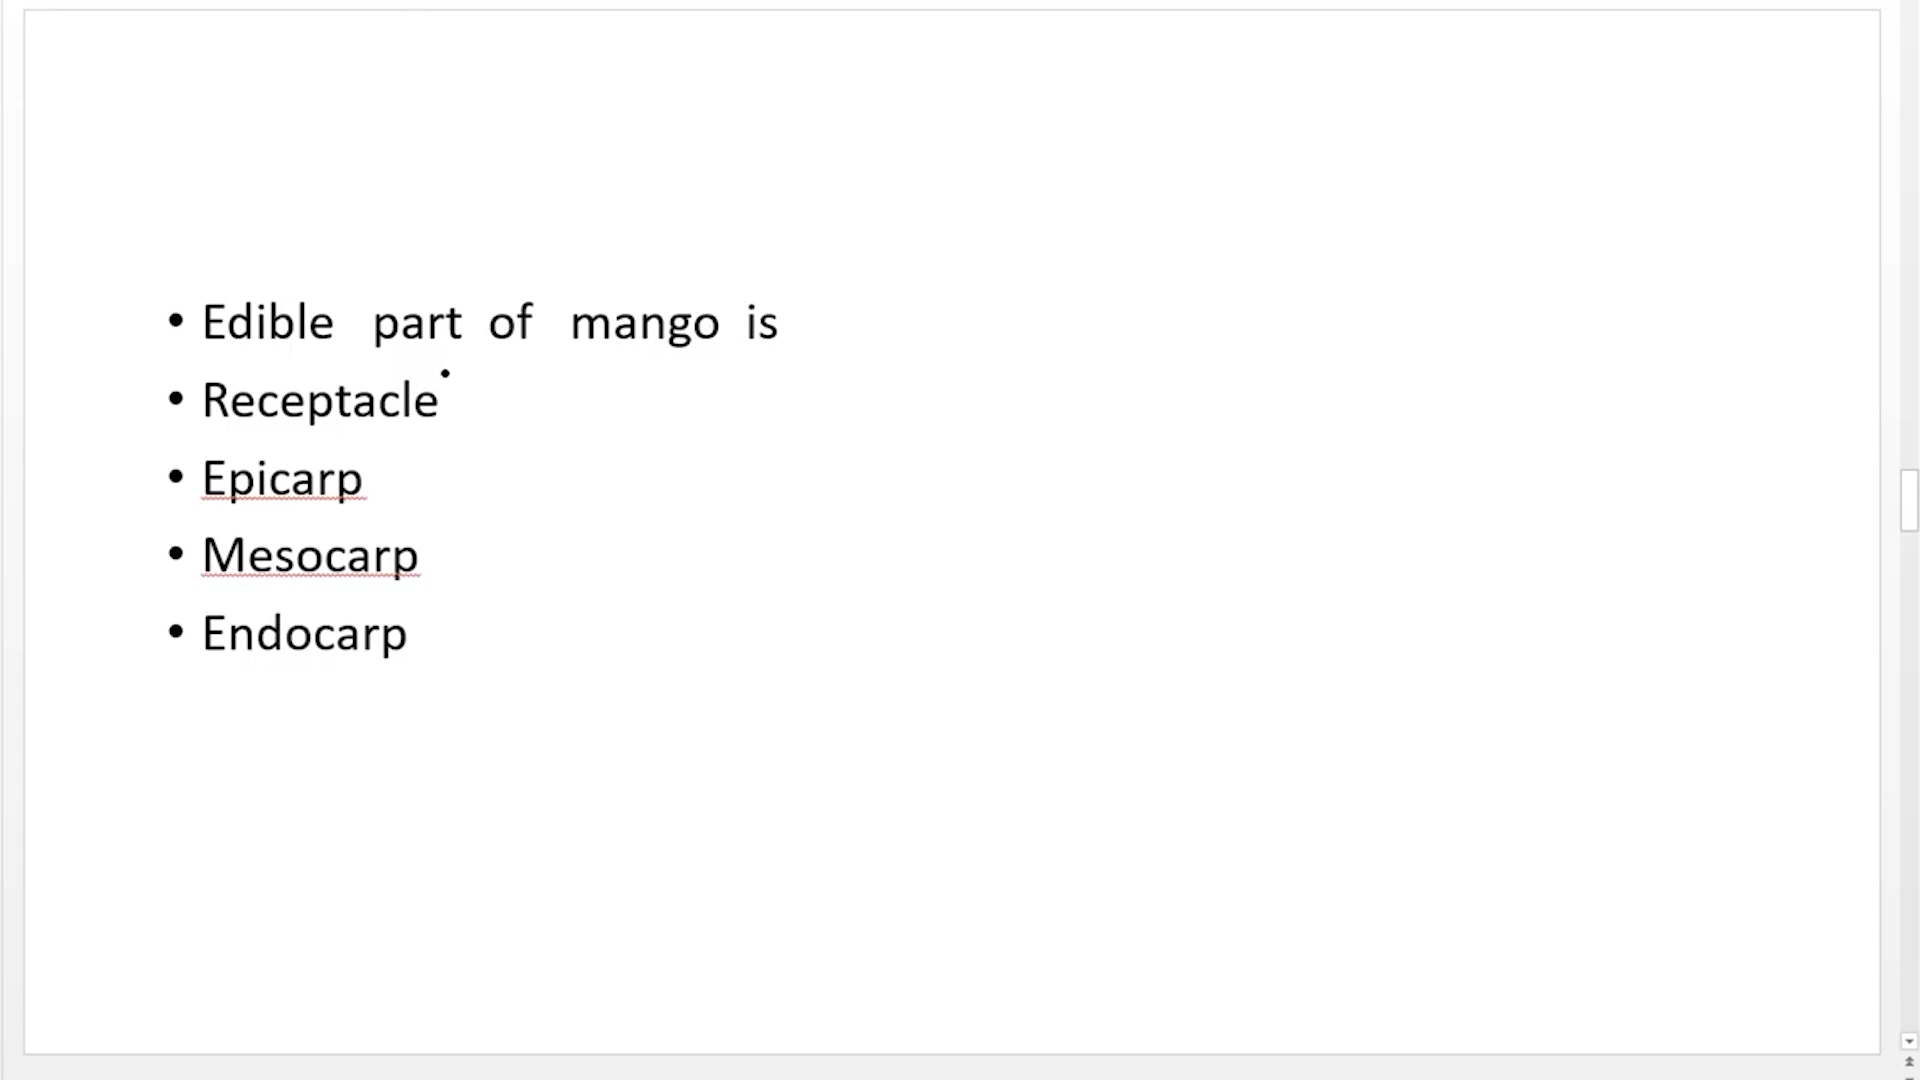 • Edible part of mango is
• Receptacle
• Epicarp
• Mesocarp
• Endocarp